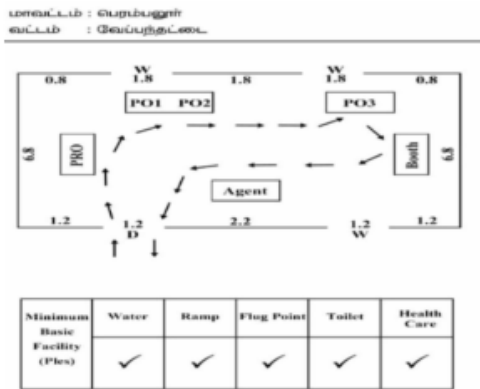 மாவட்டம் : பெரம்பலூர்
வட்டம் : வேப்பந்தட்டை
W W
0.8 1.8 1.8 1.8 0.8
PO1 PO2 PO3
6.8 PRO Booth 6.8
Agent
1.2 1.2 2.2 1.2 1.2
D W
Minimum Basic Facility (Ples) Water Ramp Flug Point Toilet Health Care
✓ ✓ ✓ ✓ ✓